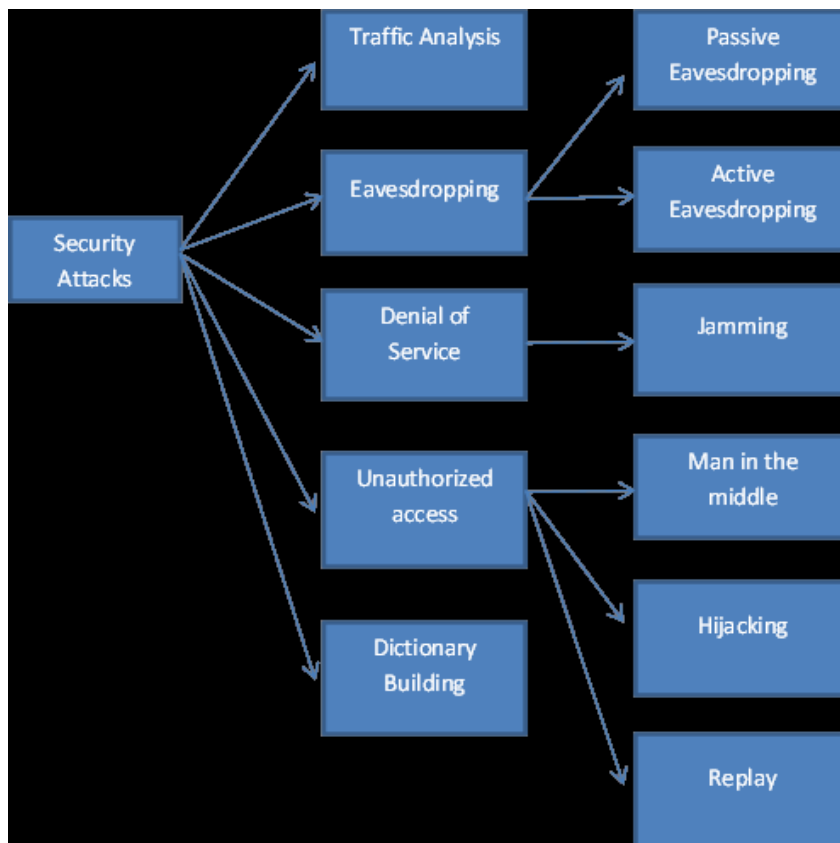 Traffic Analysis
Passive
Eavesdropping
Eavesdropping
Active
Eavesdropping
Security
Attacks
Denial of
Service
Jamming
Unauthorized
access
Man in the
middle
Hijacking
Dictionary
Building
Replay